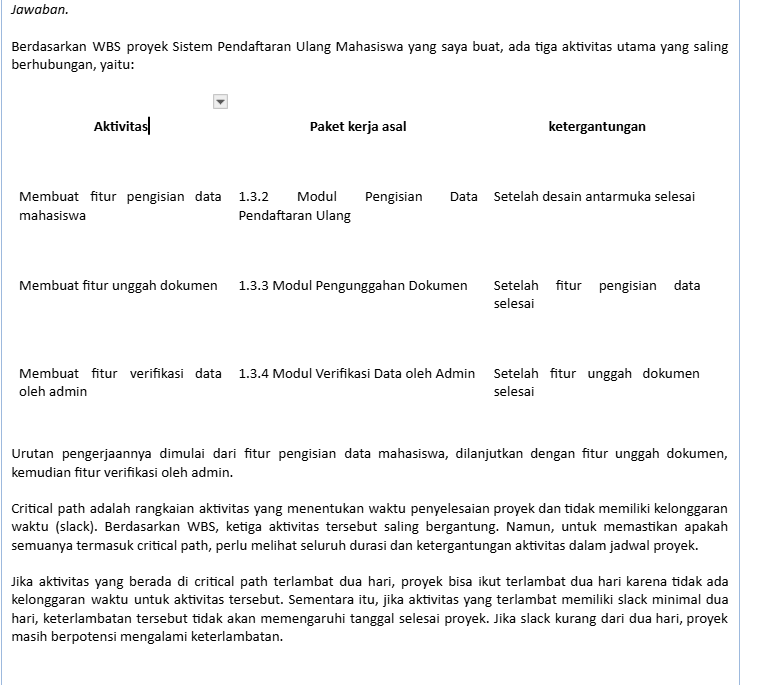 Jawaban.
Berdasarkan WBS proyek Sistem Pendaftaran Ulang Mahasiswa yang saya buat, ada tiga aktivitas utama yang saling
berhubungan, yaitu:
Aktivitas
Paket kerja asal
ketergantungan
Membuat fitur pengisian data
mahasiswa
1.3.2 Modul Pengisian Data
Pendaftaran Ulang
Setelah desain antarmuka selesai
Membuat fitur unggah dokumen
1.3.3 Modul Pengunggahan Dokumen
Setelah fitur pengisian data
selesai
Membuat fitur verifikasi data
oleh admin
1.3.4 Modul Verifikasi Data oleh Admin
Setelah fitur unggah dokumen
selesai
Urutan pengerjaannya dimulai dari fitur pengisian data mahasiswa, dilanjutkan dengan fitur unggah dokumen,
kemudian fitur verifikasi oleh admin.
Critical path adalah rangkaian aktivitas yang menentukan waktu penyelesaian proyek dan tidak memiliki kelonggaran
waktu (slack). Berdasarkan WBS, ketiga aktivitas tersebut saling bergantung. Namun, untuk memastikan apakah
semuanya termasuk critical path, perlu melihat seluruh durasi dan ketergantungan aktivitas dalam jadwal proyek.
Jika aktivitas yang berada di critical path terlambat dua hari, proyek bisa ikut terlambat dua hari karena tidak ada
kelonggaran waktu untuk aktivitas tersebut. Sementara itu, jika aktivitas yang terlambat memiliki slack minimal dua
hari, keterlambatan tersebut tidak akan memengaruhi tanggal selesai proyek. Jika slack kurang dari dua hari, proyek
masih berpotensi mengalami keterlambatan.